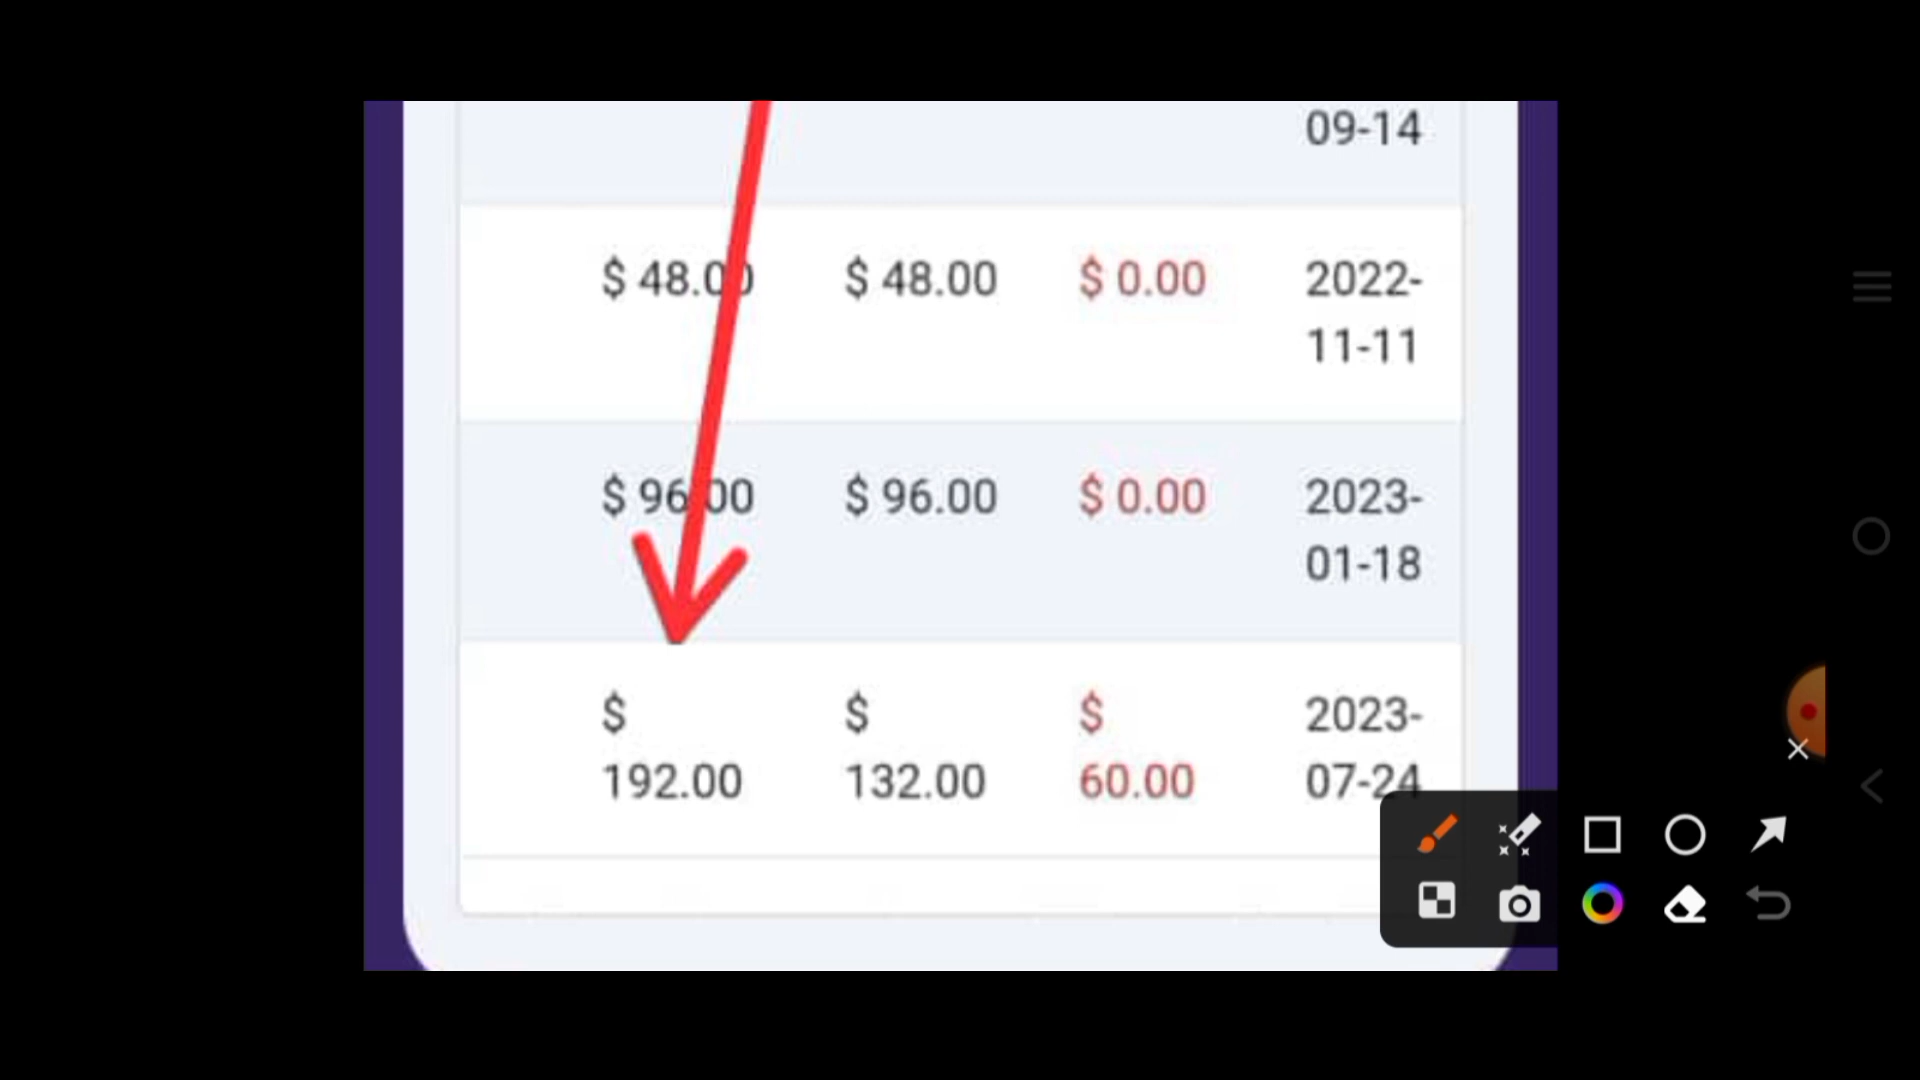 09-14
$ 48.00 $ 48.00 $ 0.00 2022-
11-11
$ 96.00 $ 96.00 $ 0.00 2023-
01-18
$ $ $ 2023-
192.00 132.00 60.00 07-24